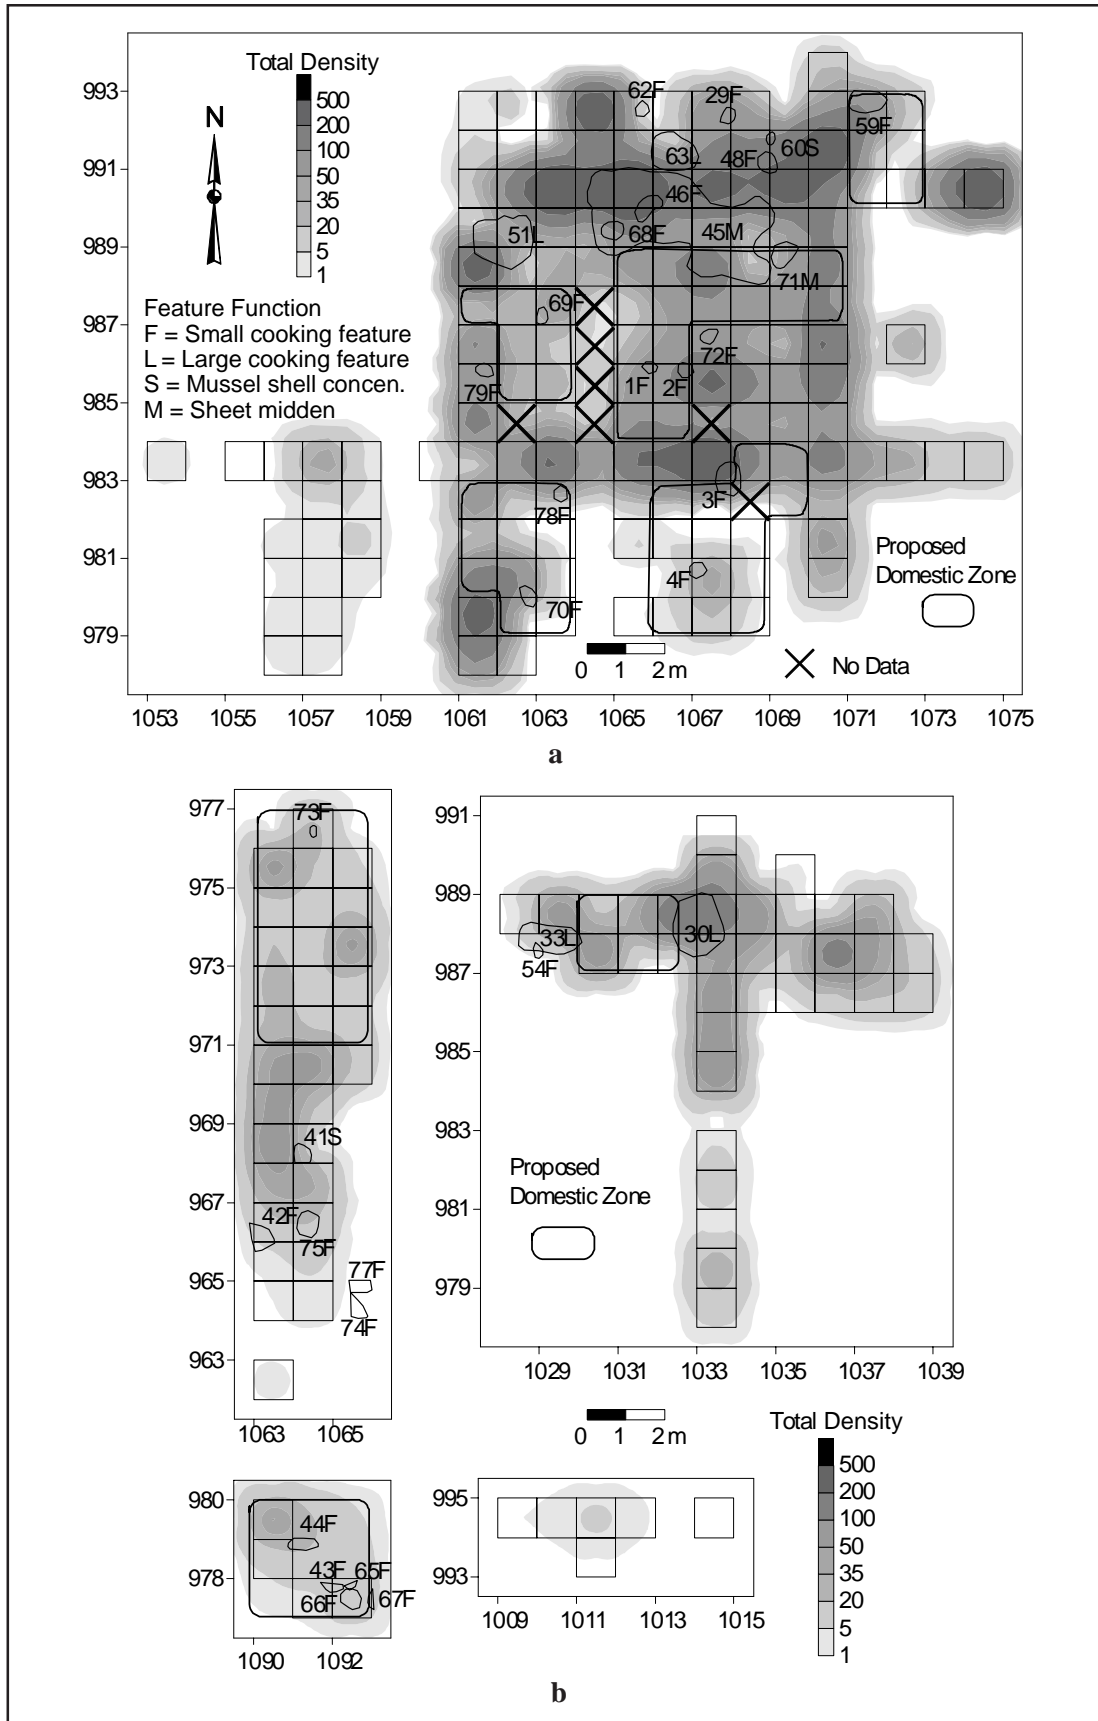 Total Density
500
200
100
50
35
20
5
1
N
Feature Function
F = Small cooking feature
L = Large cooking feature
S = Mussel shell concen.
M = Sheet midden
993
991
989
987
985
983
981
979
62F
29F
59F
63L
48F
60S
46F
51L
68F
45M
71M
69F
72F
79F
1F
2F
3F
78F
4F
70F
Proposed
Domestic Zone
0 1 2 m
No Data
1053 1055 1057 1059 1061 1063 1065 1067 1069 1071 1073 1075
a
977
975
973
971
969
967
965
963
73F
41S
42F
75F
77F
74F
1063 1065
991
989
987
985
983
981
979
33L
30L
54F
Proposed
Domestic Zone
1029 1031 1033 1035 1037 1039
0 1 2 m
Total Density
500
200
100
50
35
20
5
1
980
978
44F
43F
65F
66F
67F
1090 1092
995
993
1009 1011 1013 1015
b